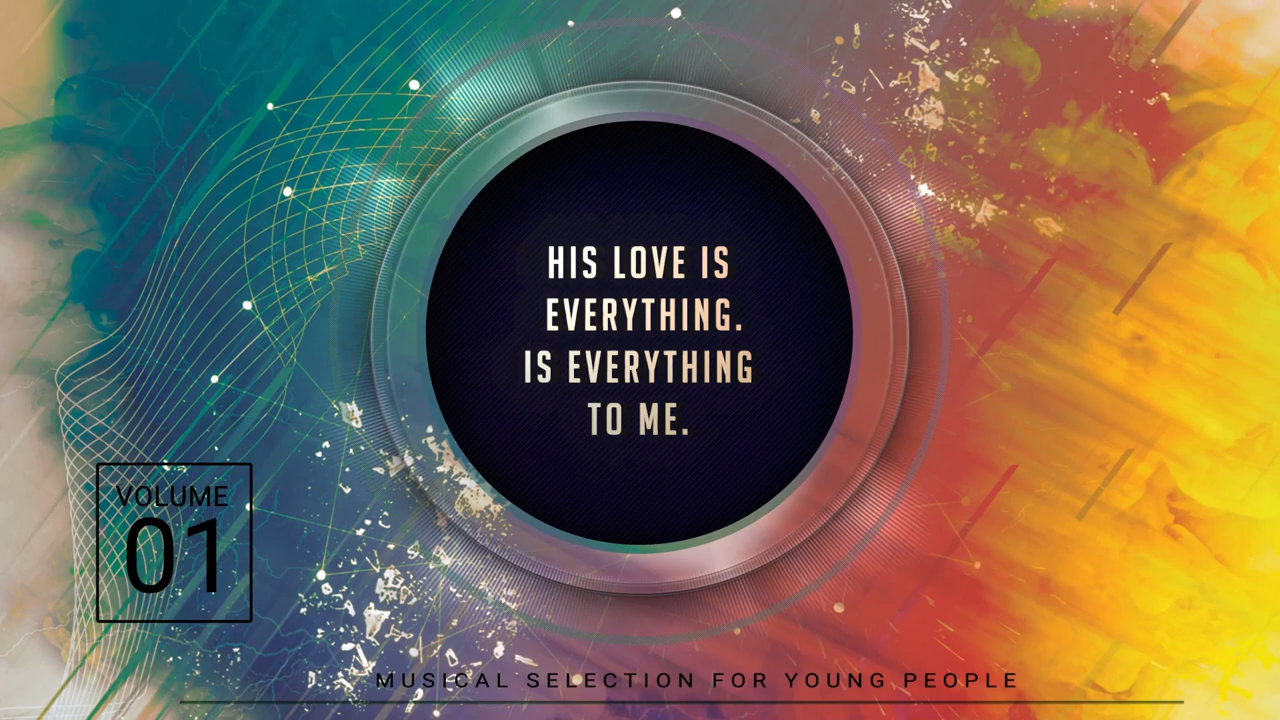 HIS LOVE IS
EVERYTHING.
IS EVERYTHING
TO ME.
VOLUME
01
MUSICAL SELECTION FOR YOUNG PEOPLE